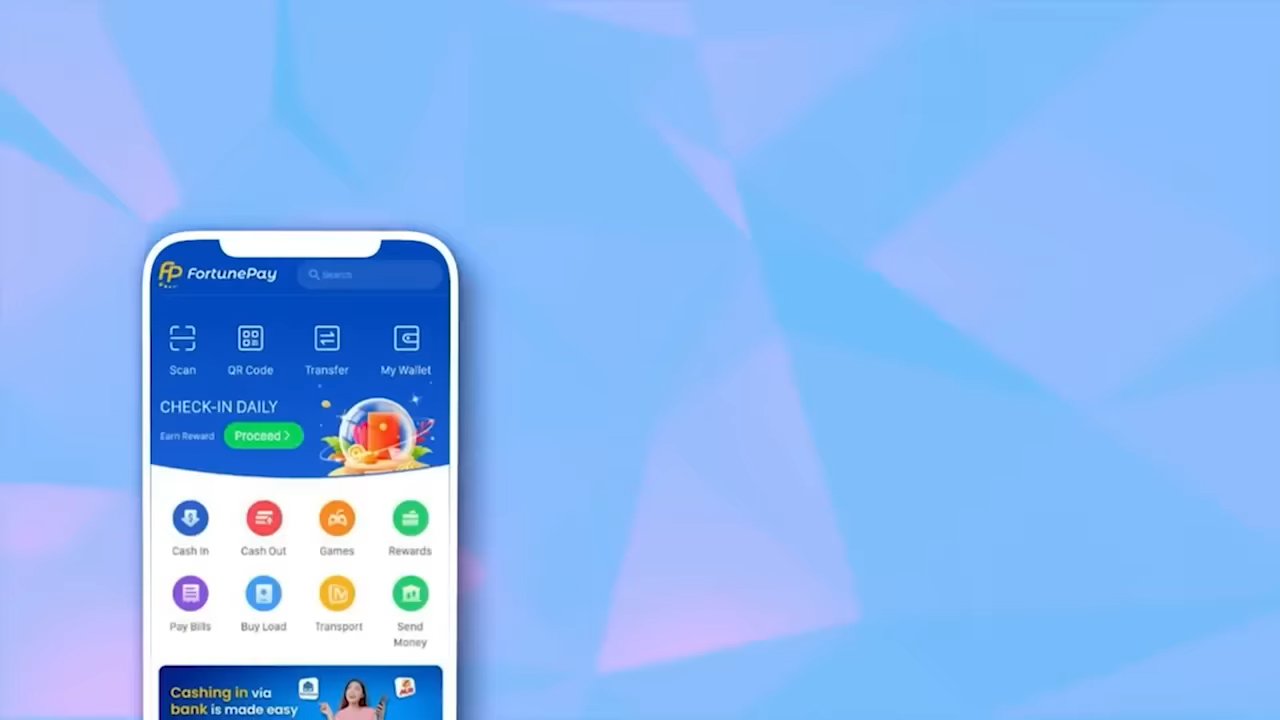 FP FortunePay
Search
Scan
QR Code
Transfer
My Wallet
CHECK-IN DAILY
Earn Reward
Proceed >
Cash In
Cash Out
Games
Rewards
Pay Bills
Buy Load
Transport
Send
Money
Cashing in via
bank is made easy